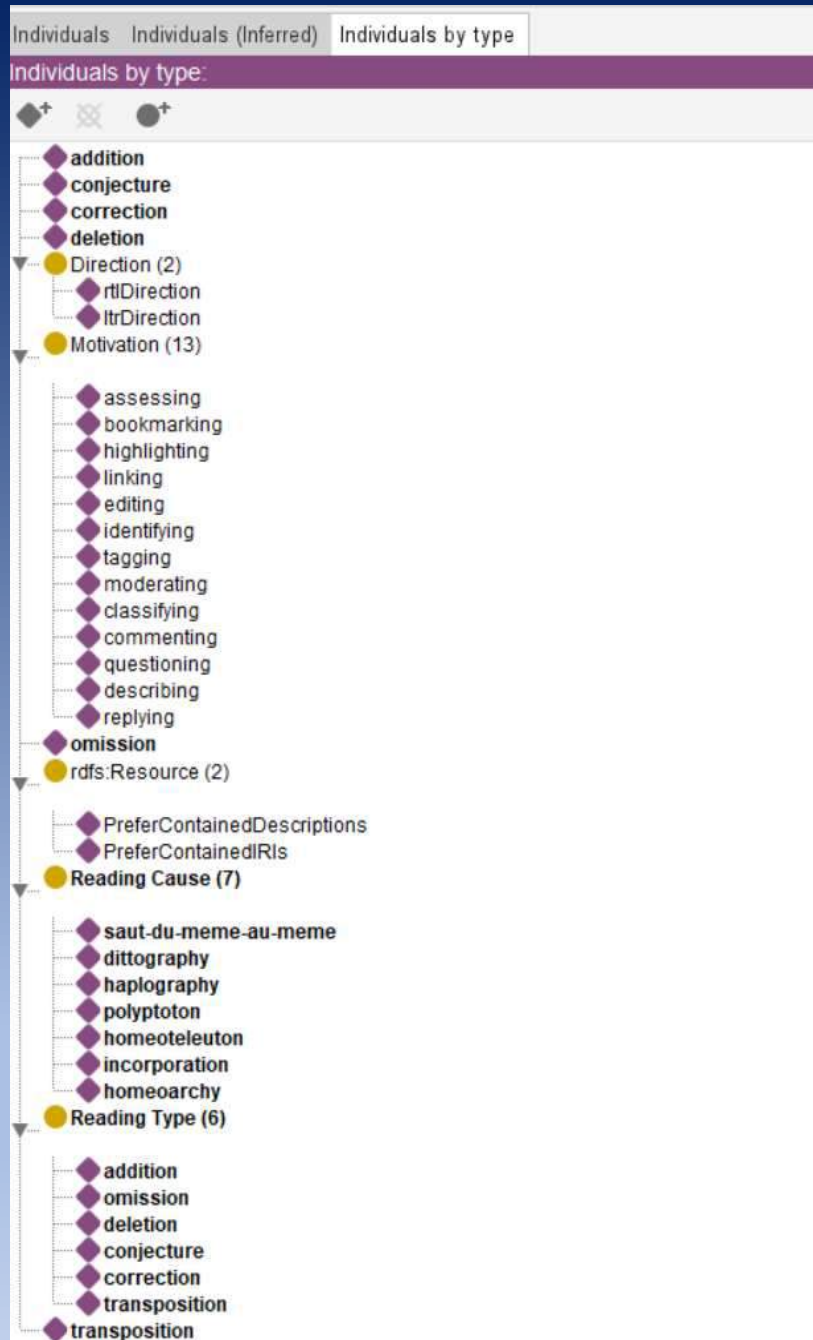 Individuals Individuals (Inferred) Individuals by type
Individuals by type:
addition
conjecture
correction
deletion
Direction (2)
rtlDirection
ltrDirection
Motivation (13)
assessing
bookmarking
highlighting
linking
editing
identifying
tagging
moderating
classifying
commenting
questioning
describing
replying
omission
rdfs:Resource (2)
PreferContainedDescriptions
PreferContainedIRIs
Reading Cause (7)
saut-du-meme-au-meme
dittography
haplography
polyptoton
homeoteleuton
incorporation
homeoarchy
Reading Type (6)
addition
omission
deletion
conjecture
correction
transposition
transposition